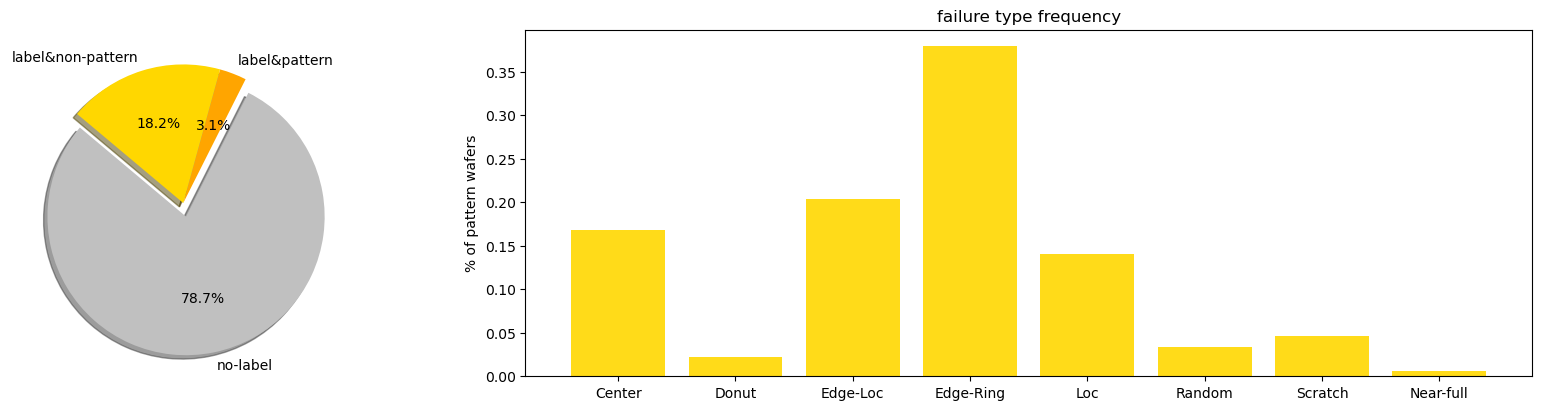 label&non-pattern
label&pattern
18.2%
3.1%
78.7%
no-label
failure type frequency
% of pattern wafers
0.35
0.30
0.25
0.20
0.15
0.10
0.05
0.00
Center Donut Edge-Loc Edge-Ring Loc Random Scratch Near-full